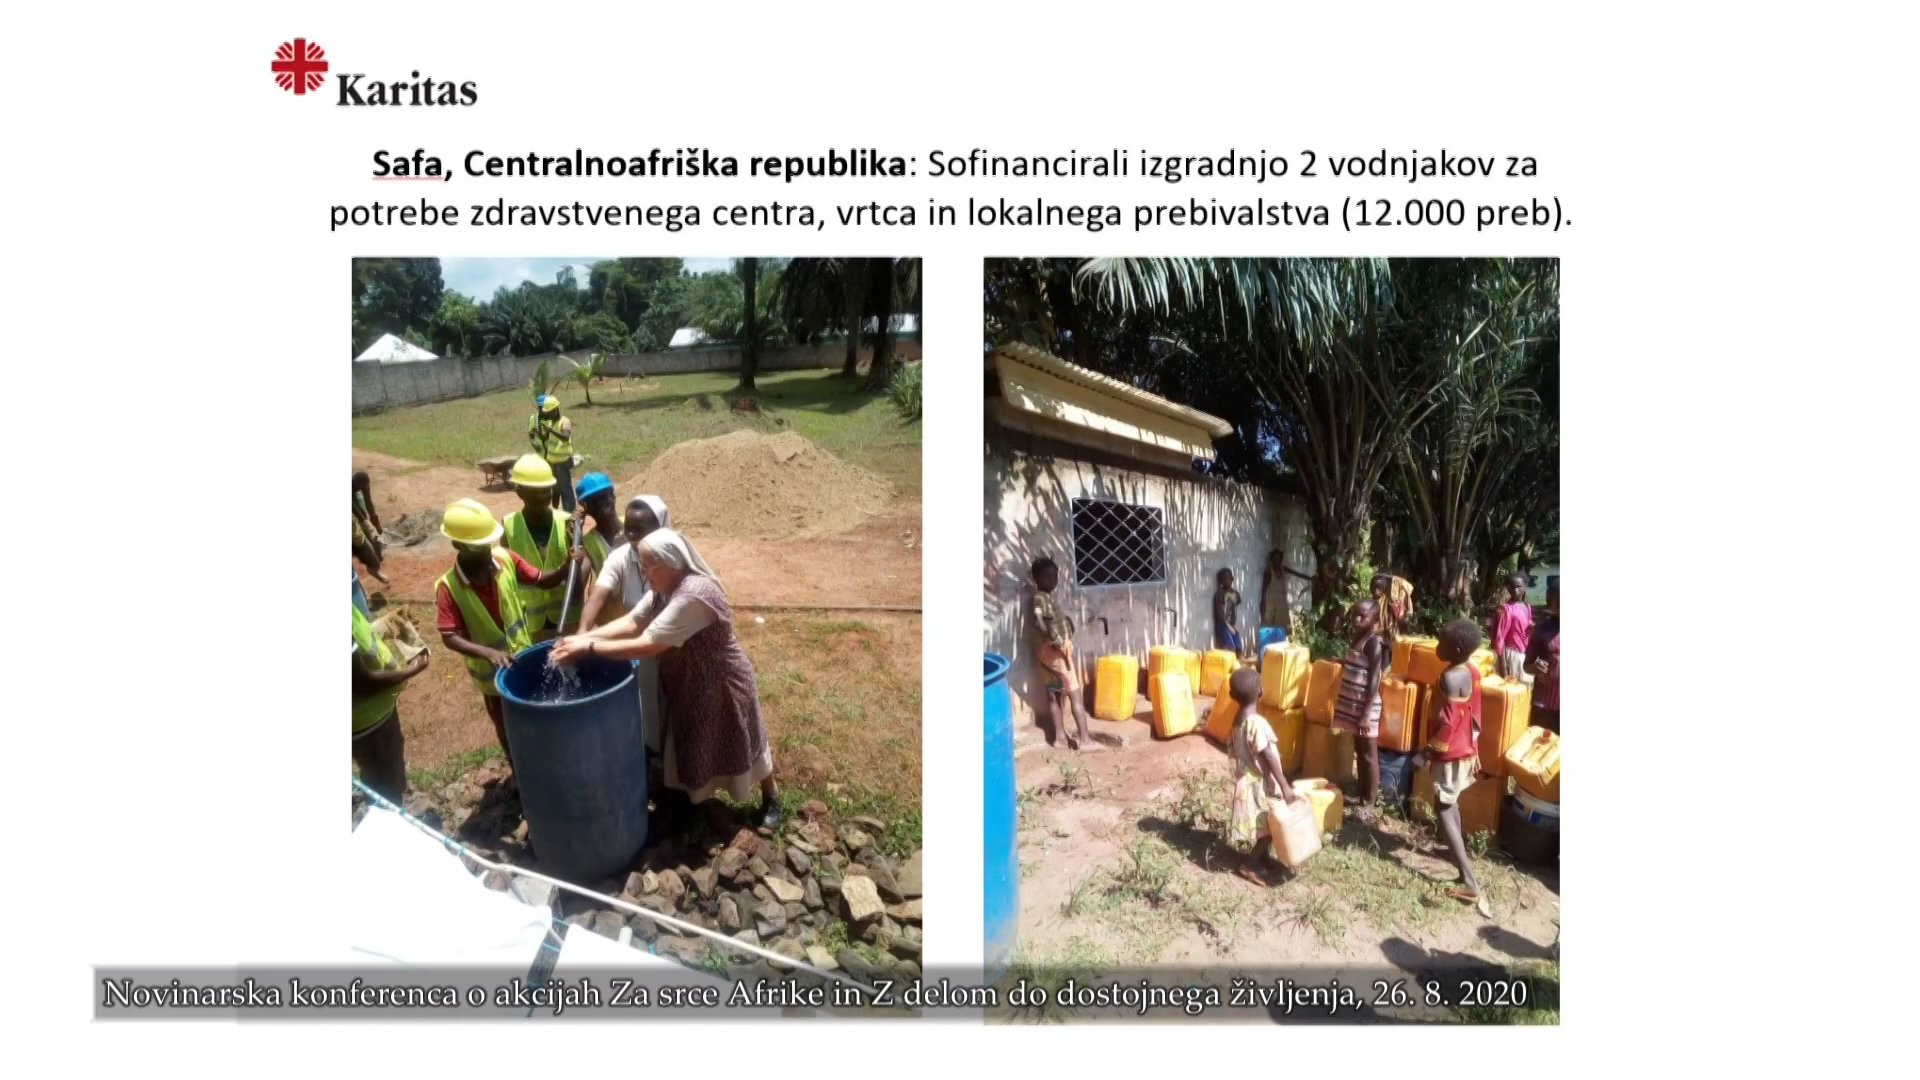 Karitas
Safa, Centralnoafriška republika: Sofinancirali izgradnjo 2 vodnjakov za
potrebe zdravstvenega centra, vrtca in lokalnega prebivalstva (12.000 preb).
Novinarska konferenca o akcijah Za srce Afrike in Z delom do dostojnega življenja, 26. 8. 2020